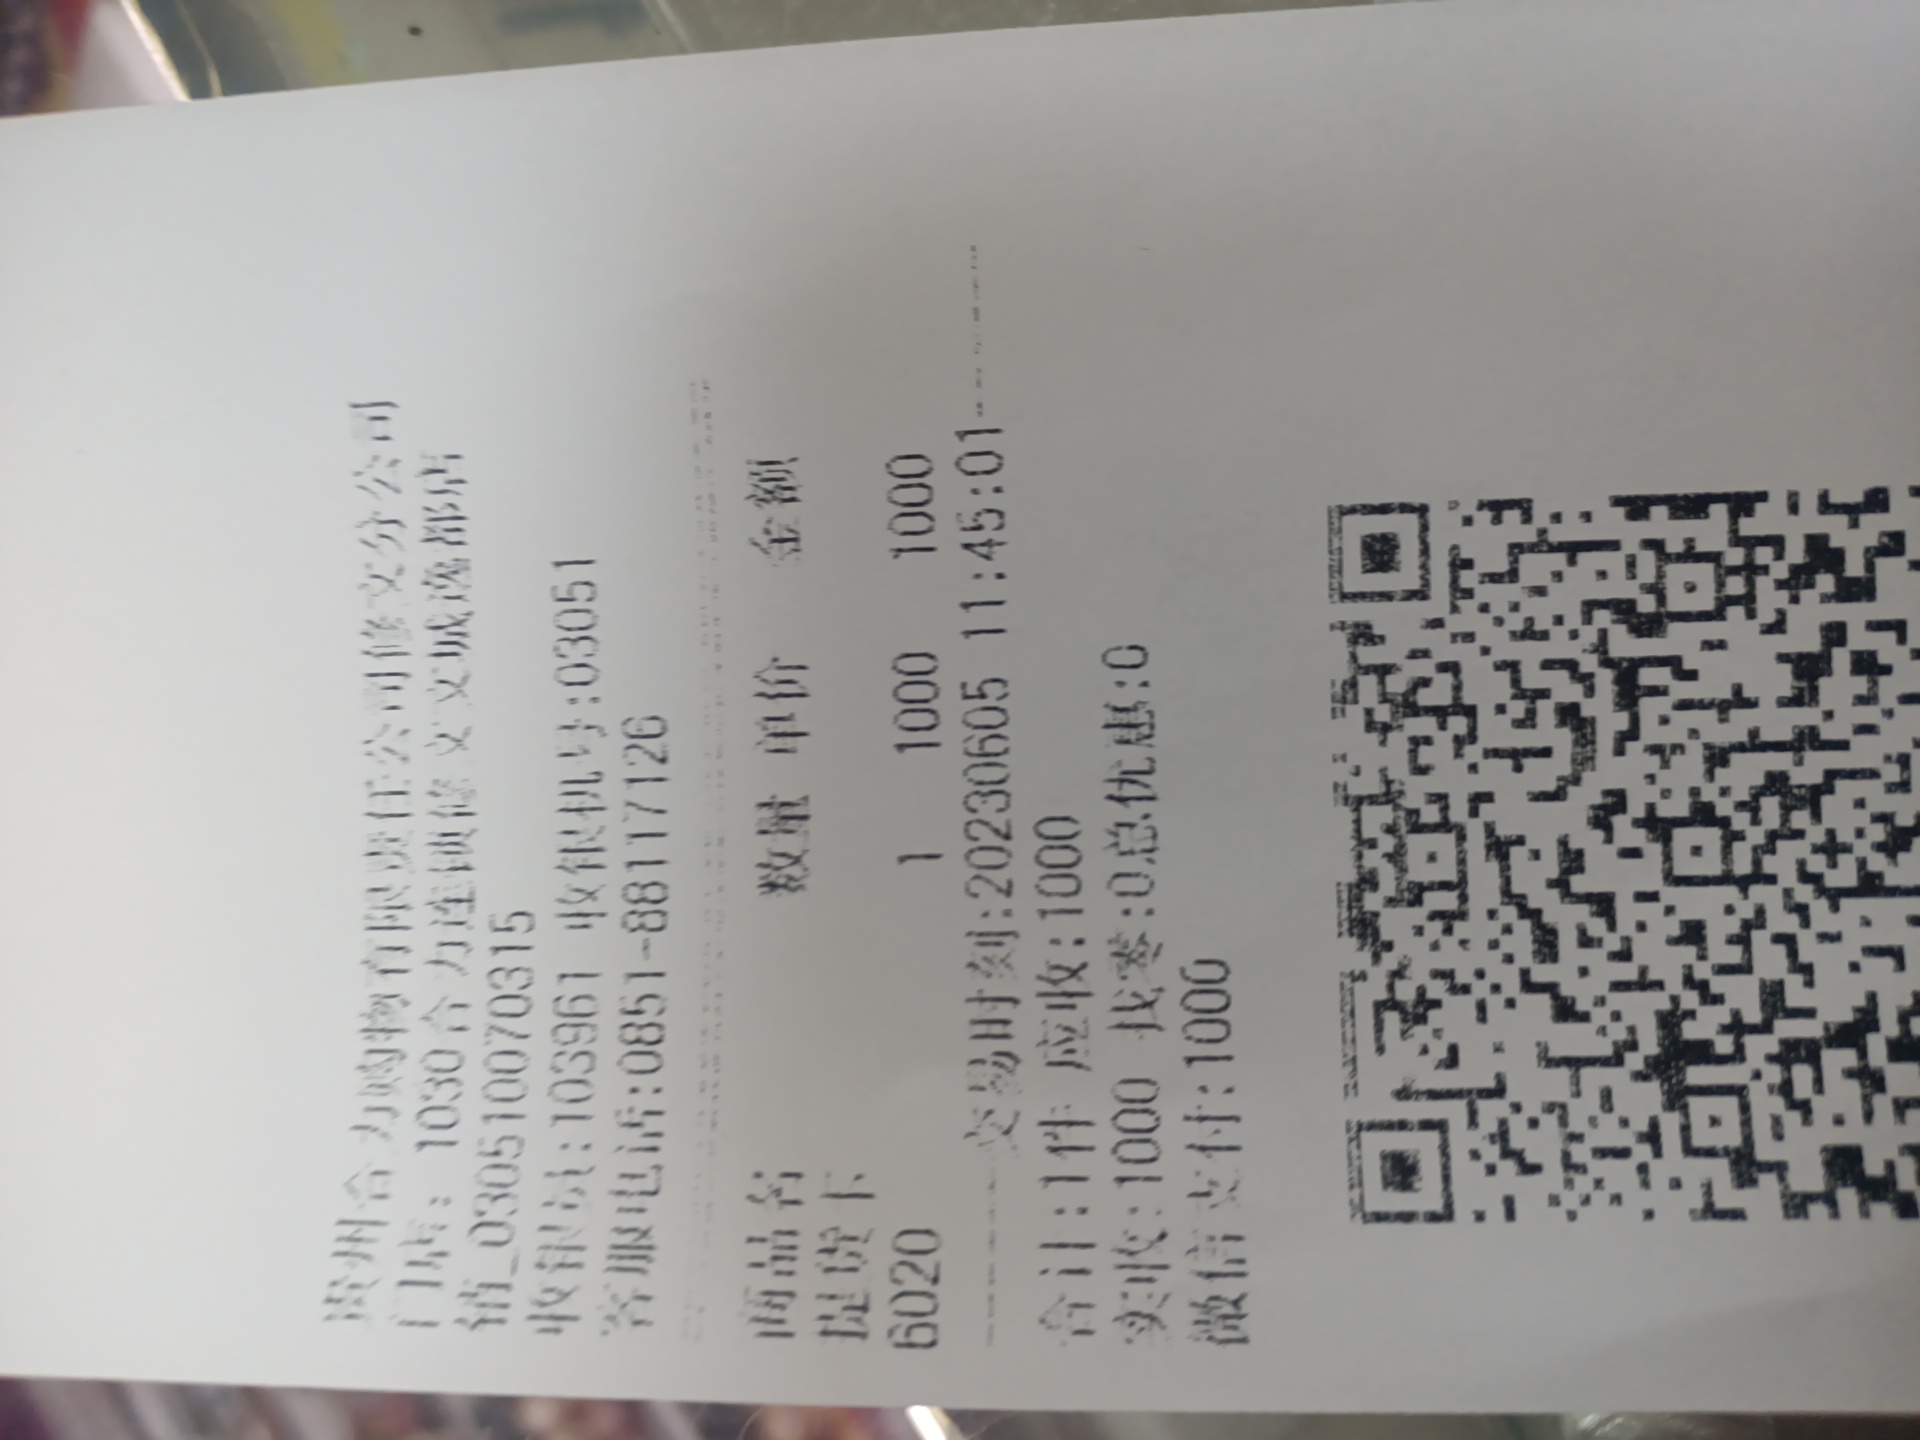 贵州合力购物有限责任公司修文分公司
门店: 1030合力连锁修文文城逸都店
销_030510070315
收银员:103961 收银机号:03051
客服电话:0851-88117126
商品名 数量 单价 金额
提货卡
6020 1 1000 1000
交易时刻:20230605 11:45:01
合计:1件 应收:1000
实收:1000 找零:0总优惠:0
微信支付:1000